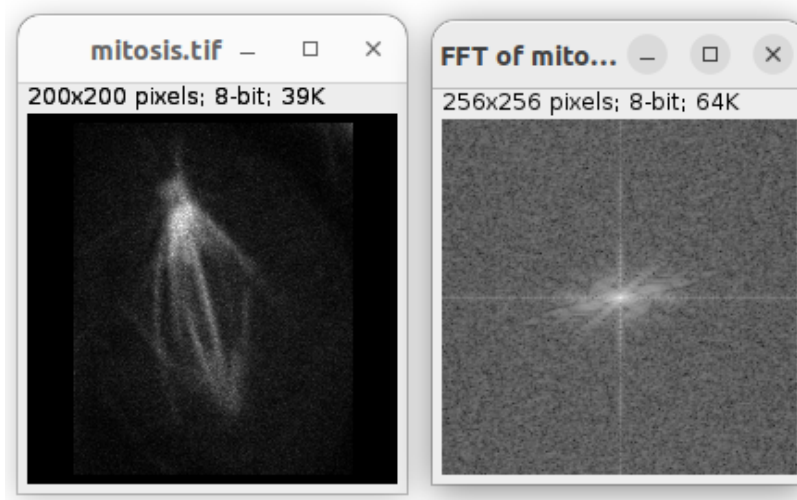 mitosis.tif
200x200 pixels; 8-bit; 39K
FFT of mito...
256x256 pixels; 8-bit; 64K